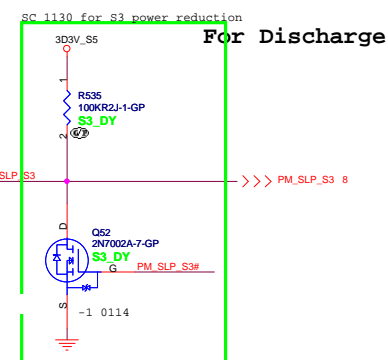 SC 1130 for S3 power reduction
For Discharge
3D3V_S5
1
R535
100KR2J-1-GP
S3_DY
2
SLP_S3
PM_SLP_S3 8
D
Q52
2N7002A-7-GP
S3_DY
G PM_SLP_S3#
S
-1 0114